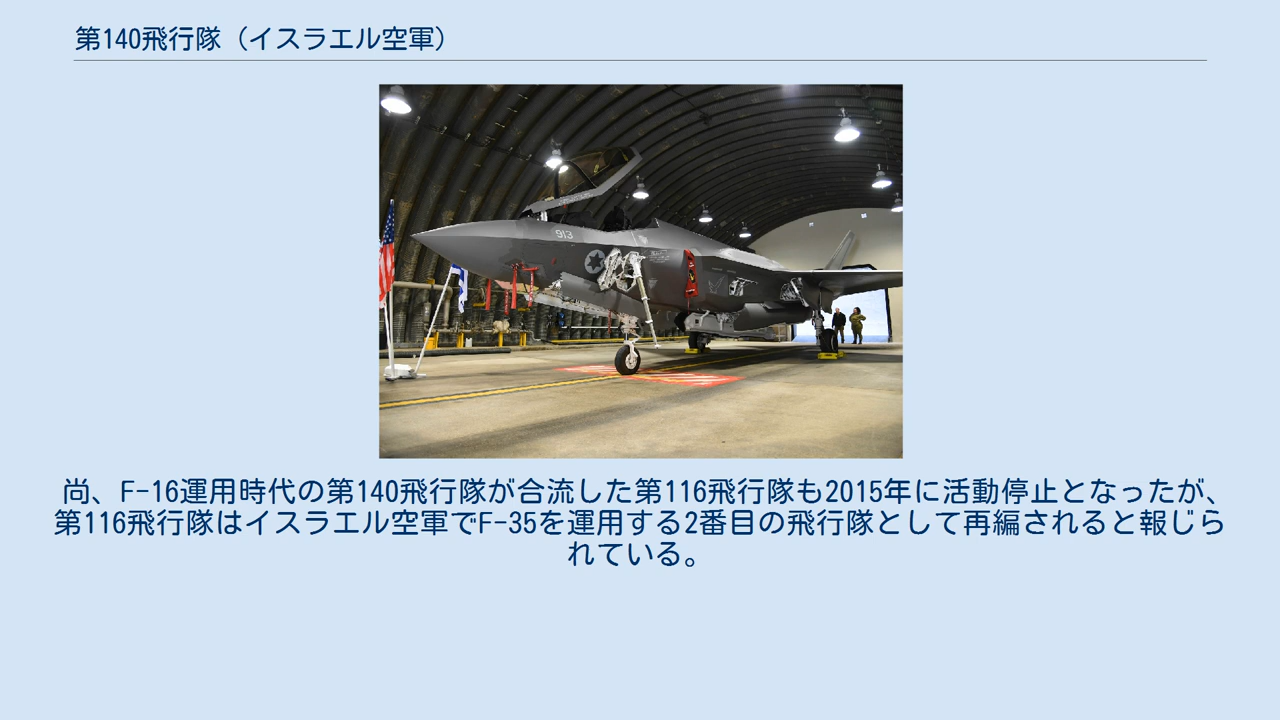 第140飛行隊（イスラエル空軍）
913
尚、F-16運用時代の第140飛行隊が合流した第116飛行隊も2015年に活動停止となったが、
第116飛行隊はイスラエル空軍でF-35を運用する2番目の飛行隊として再編されると報じら
れている。